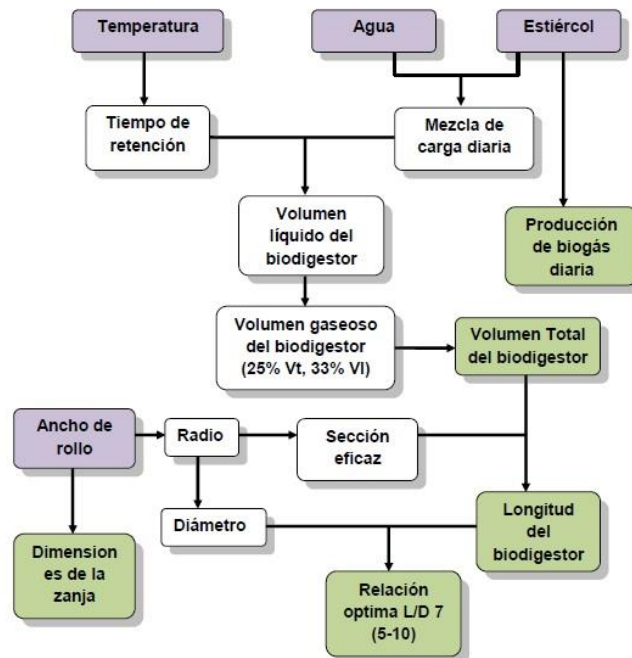 Temperatura
Agua
Estiércol
Tiempo de
retención
Mezcla de
carga diaria
Volumen
líquido del
biodigestor
Producción
de biogás
diaria
Volumen gaseoso
del biodigestor
(25% Vt, 33% Vl)
Volumen Total
del biodigestor
Ancho de
rollo
Radio
Sección
eficaz
Diámetro
Longitud
del
biodigestor
Dimension
es de la
zanja
Relación
optima L/D 7
(5-10)